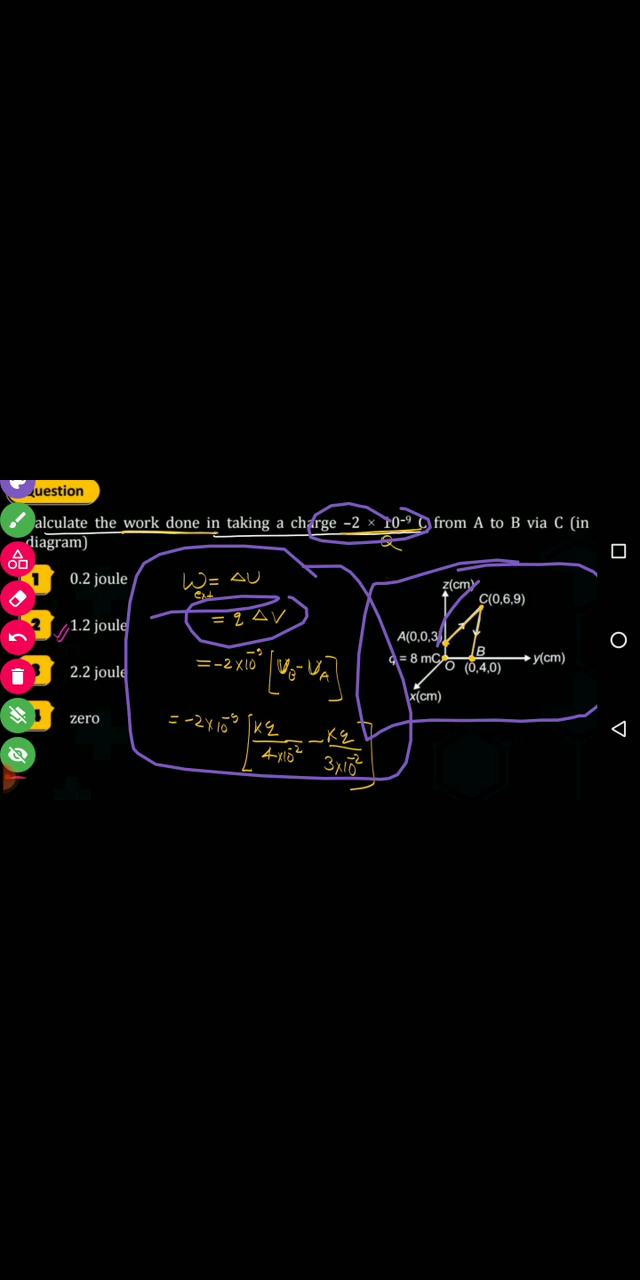 uestion
alculate the work done in taking a charge −2 × 10⁻⁹ C from A to B via C (in
diagram)
Q
1 0.2 joule
2 1.2 joule
3 2.2 joule
4 zero
W = ΔU
ext
= q ΔV
= -2×10⁻⁹ [V_B - V_A]
= -2×10⁻⁹ [Kq/4×10⁻² - Kq/3×10⁻²]
z(cm)
C(0,6,9)
A(0,0,3)
B
q = 8 mC
O
(0,4,0)
y(cm)
x(cm)